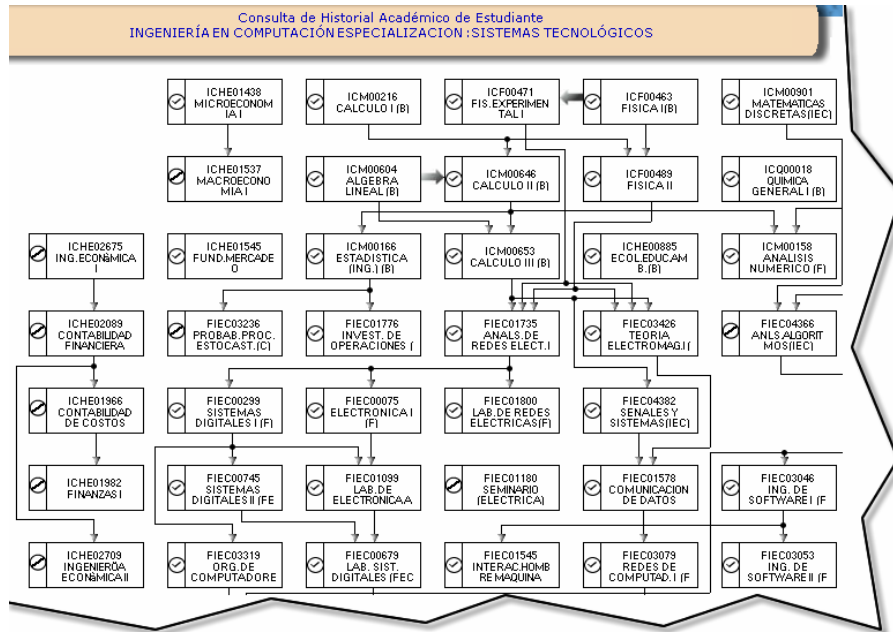 Consulta de Historial Académico de Estudiante
INGENIERÍA EN COMPUTACIÓN ESPECIALIZACION :SISTEMAS TECNOLÓGICOS
ICHE01438
MICROECONOM
IA I
ICM00216
CALCULO I (B)
ICF00471
FIS.EXPERIMEN
TAL I
ICF00463
FISICA I(B)
ICM00901
MATEMATICAS
DISCRETAS(IEC)
ICHE01537
MACROECONO
MIA I
ICM00604
ALGEBRA
LINEAL (B)
ICM00646
CALCULO II (B)
ICF00489
FISICA II
ICQ00018
QUIMICA
GENERAL I (B)
ICHE02675
ING.ECONòMICA
I
ICHE01545
FUND.MERCADE
O
ICM00166
ESTADISTICA
(ING.) (B)
ICM00653
CALCULO III (B)
ICHE00885
ECOL.EDUC.AM
B.(B)
ICM00158
ANALISIS
NUMERICO (F)
ICHE02089
CONTABILIDAD
FINANCIERA
FIEC03236
PROBAB.PROC.
ESTOCAST.(C)
FIEC01776
INVEST. DE
OPERACIONES (
FIEC01735
ANALS.DE
REDES ELECT.I
FIEC03426
TEORIA
ELECTROMAG.I (
FIEC04366
ANLS.ALGORIT
MOS(IEC)
ICHE01966
CONTABILIDAD
DE COSTOS
FIEC00299
SISTEMAS
DIGITALES I (F)
FIEC00075
ELECTRONICA I
(F)
FIEC01800
LAB.DE REDES
ELECTRICAS(F)
FIEC04382
SENALES Y
SISTEMAS(IEC)
ICHE01982
FINANZAS I
FIEC00745
SISTEMAS
DIGITALES II (FE
FIEC01099
LAB.DE
ELECTRONICA A
FIEC01180
SEMINARIO
(ELECTRICA)
FIEC01578
COMUNICACION
DE DATOS
FIEC03046
ING. DE
SOFTWARE I (F
ICHE02709
INGENIERÖA
ECONòMICA II
FIEC03319
ORG.DE
COMPUTADORE
FIEC00679
LAB. SIST.
DIGITALES (FEC
FIEC01545
INTERAC.HOMB
RE MAQUINA
FIEC03079
REDES DE
COMPUTAD.I (F
FIEC03053
ING. DE
SOFTWARE II (F